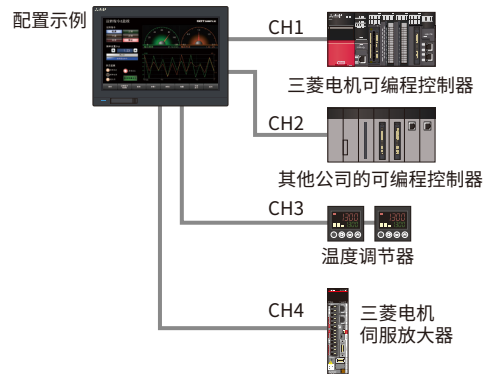 配置示例
CH1
三菱电机可编程控制器
CH2
其他公司的可编程控制器
CH3
1300
1300
温度调节器
CH4
三菱电机
伺服放大器